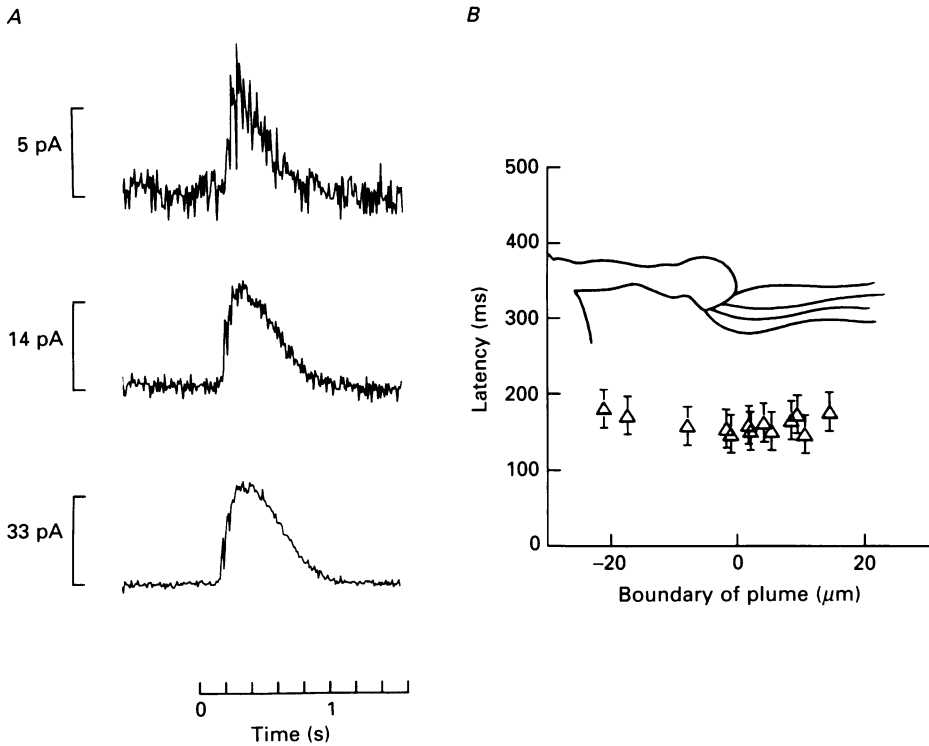 A
5 pA
14 pA
33 pA
0 1
Time (s)
B
Latency (ms)
500
400
300
200
100
0
−20 0 20
Boundary of plume (μm)